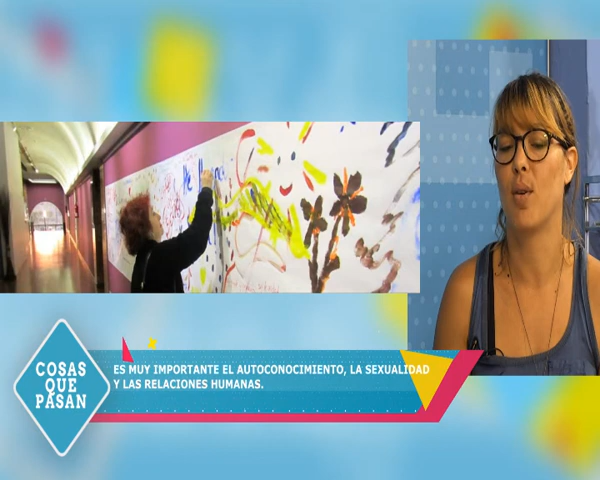 COSAS
QUE
PASAN
ES MUY IMPORTANTE EL AUTOCONOCIMIENTO, LA SEXUALIDAD
Y LAS RELACIONES HUMANAS.